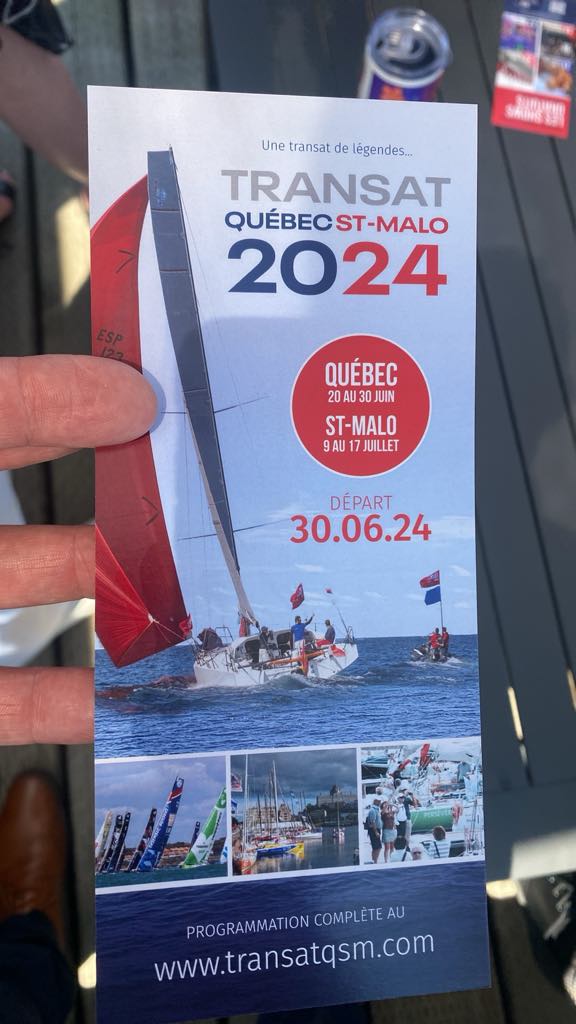 Une transat de légendes...
TRANSAT
QUÉBEC ST-MALO
2024
ESP
QUÉBEC
20 AU 30 JUIN
ST-MALO
9 AU 17 JUILLET
DÉPART
30.06.24
PROGRAMMATION COMPLÈTE AU
www.transatqsm.com